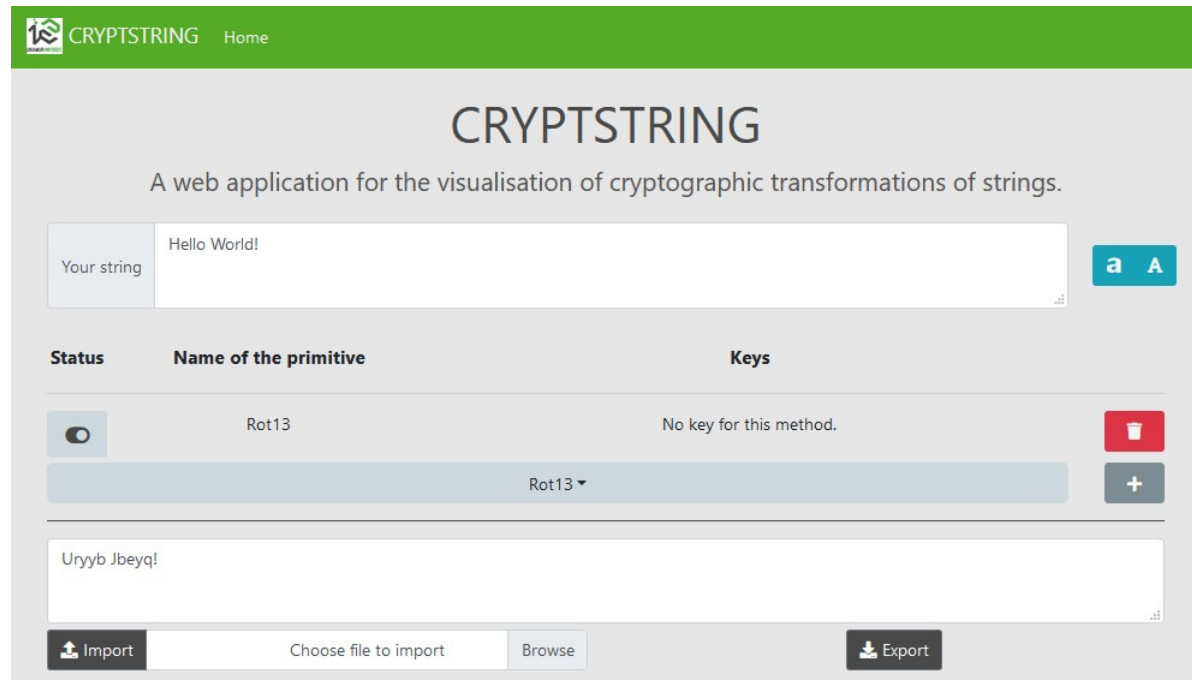 CRYPTSTRING Home
CRYPTSTRING
A web application for the visualisation of cryptographic transformations of strings.
Your string
Hello World!
a A
Status Name of the primitive Keys
Rot13 No key for this method.
Rot13
Uryyb Jbeyq!
Import Choose file to import Browse Export